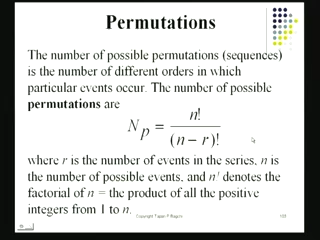 Permutations
The number of possible permutations (sequences)
is the number of different orders in which
particular events occur. The number of possible
permutations are
N_p = n! / (n − r)!
where r is the number of events in the series, n is
the number of possible events, and n! denotes the
factorial of n = the product of all the positive
integers from 1 to n.
Copyright Tapan P Bagchi